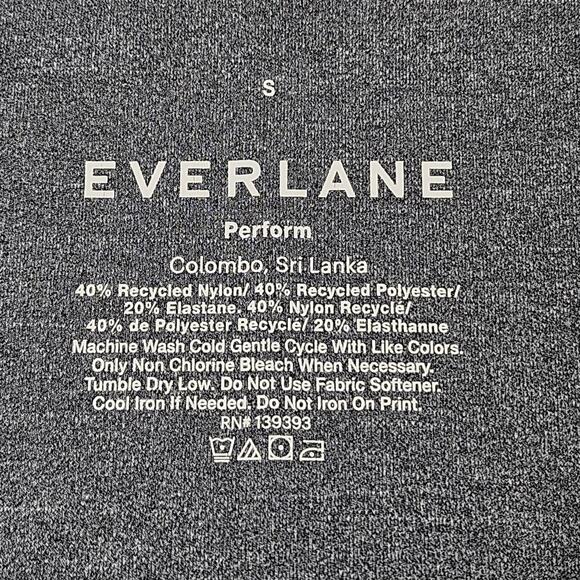 S
EVERLANE
Perform
Colombo, Sri Lanka
40% Recycled Nylon/ 40% Recycled Polyester/
20% Elastane. 40% Nylon Recyclé/
40% de Polyester Recyclé/ 20% Elasthanne
Machine Wash Cold Gentle Cycle With Like Colors.
Only Non Chlorine Bleach When Necessary.
Tumble Dry Low. Do Not Use Fabric Softener.
Cool Iron If Needed. Do Not Iron On Print.
RN# 139393